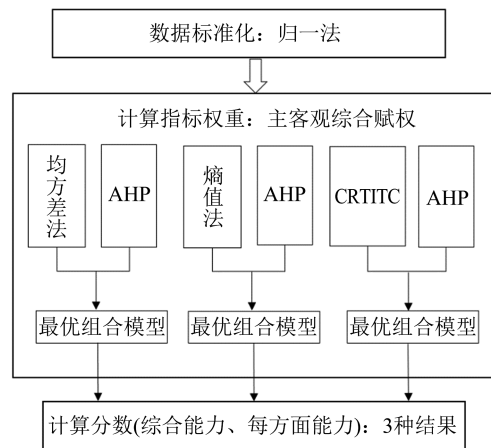 数据标准化：归一法
计算指标权重：主客观综合赋权
均方差法
AHP
熵值法
AHP
CRTITC
AHP
最优组合模型
最优组合模型
最优组合模型
计算分数(综合能力、每方面能力)：3种结果